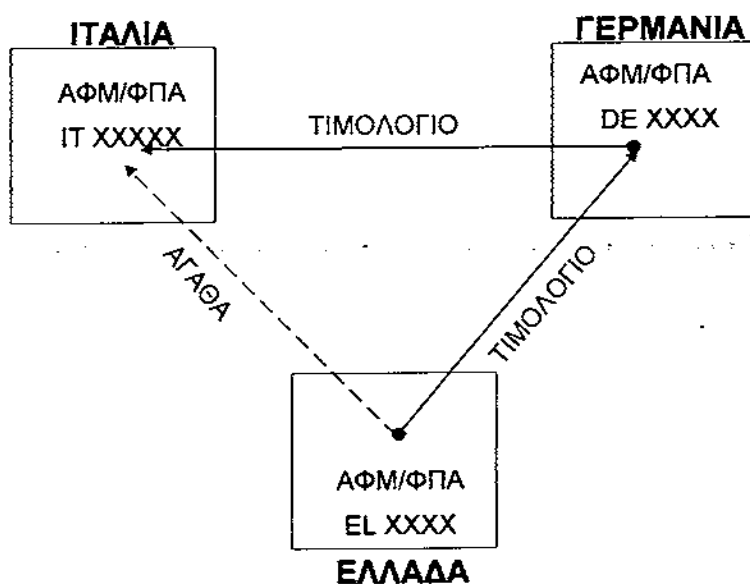 ΙΤΑΛΙΑ
ΓΕΡΜΑΝΙΑ
ΑΦΜ/ΦΠΑ
IT XXXXX
ΑΦΜ/ΦΠΑ
DE XXXX
ΤΙΜΟΛΟΓΙΟ
ΑΓΑΘΑ
ΤΙΜΟΛΟΓΙΟ
ΑΦΜ/ΦΠΑ
EL XXXX
ΕΛΛΑΔΑ